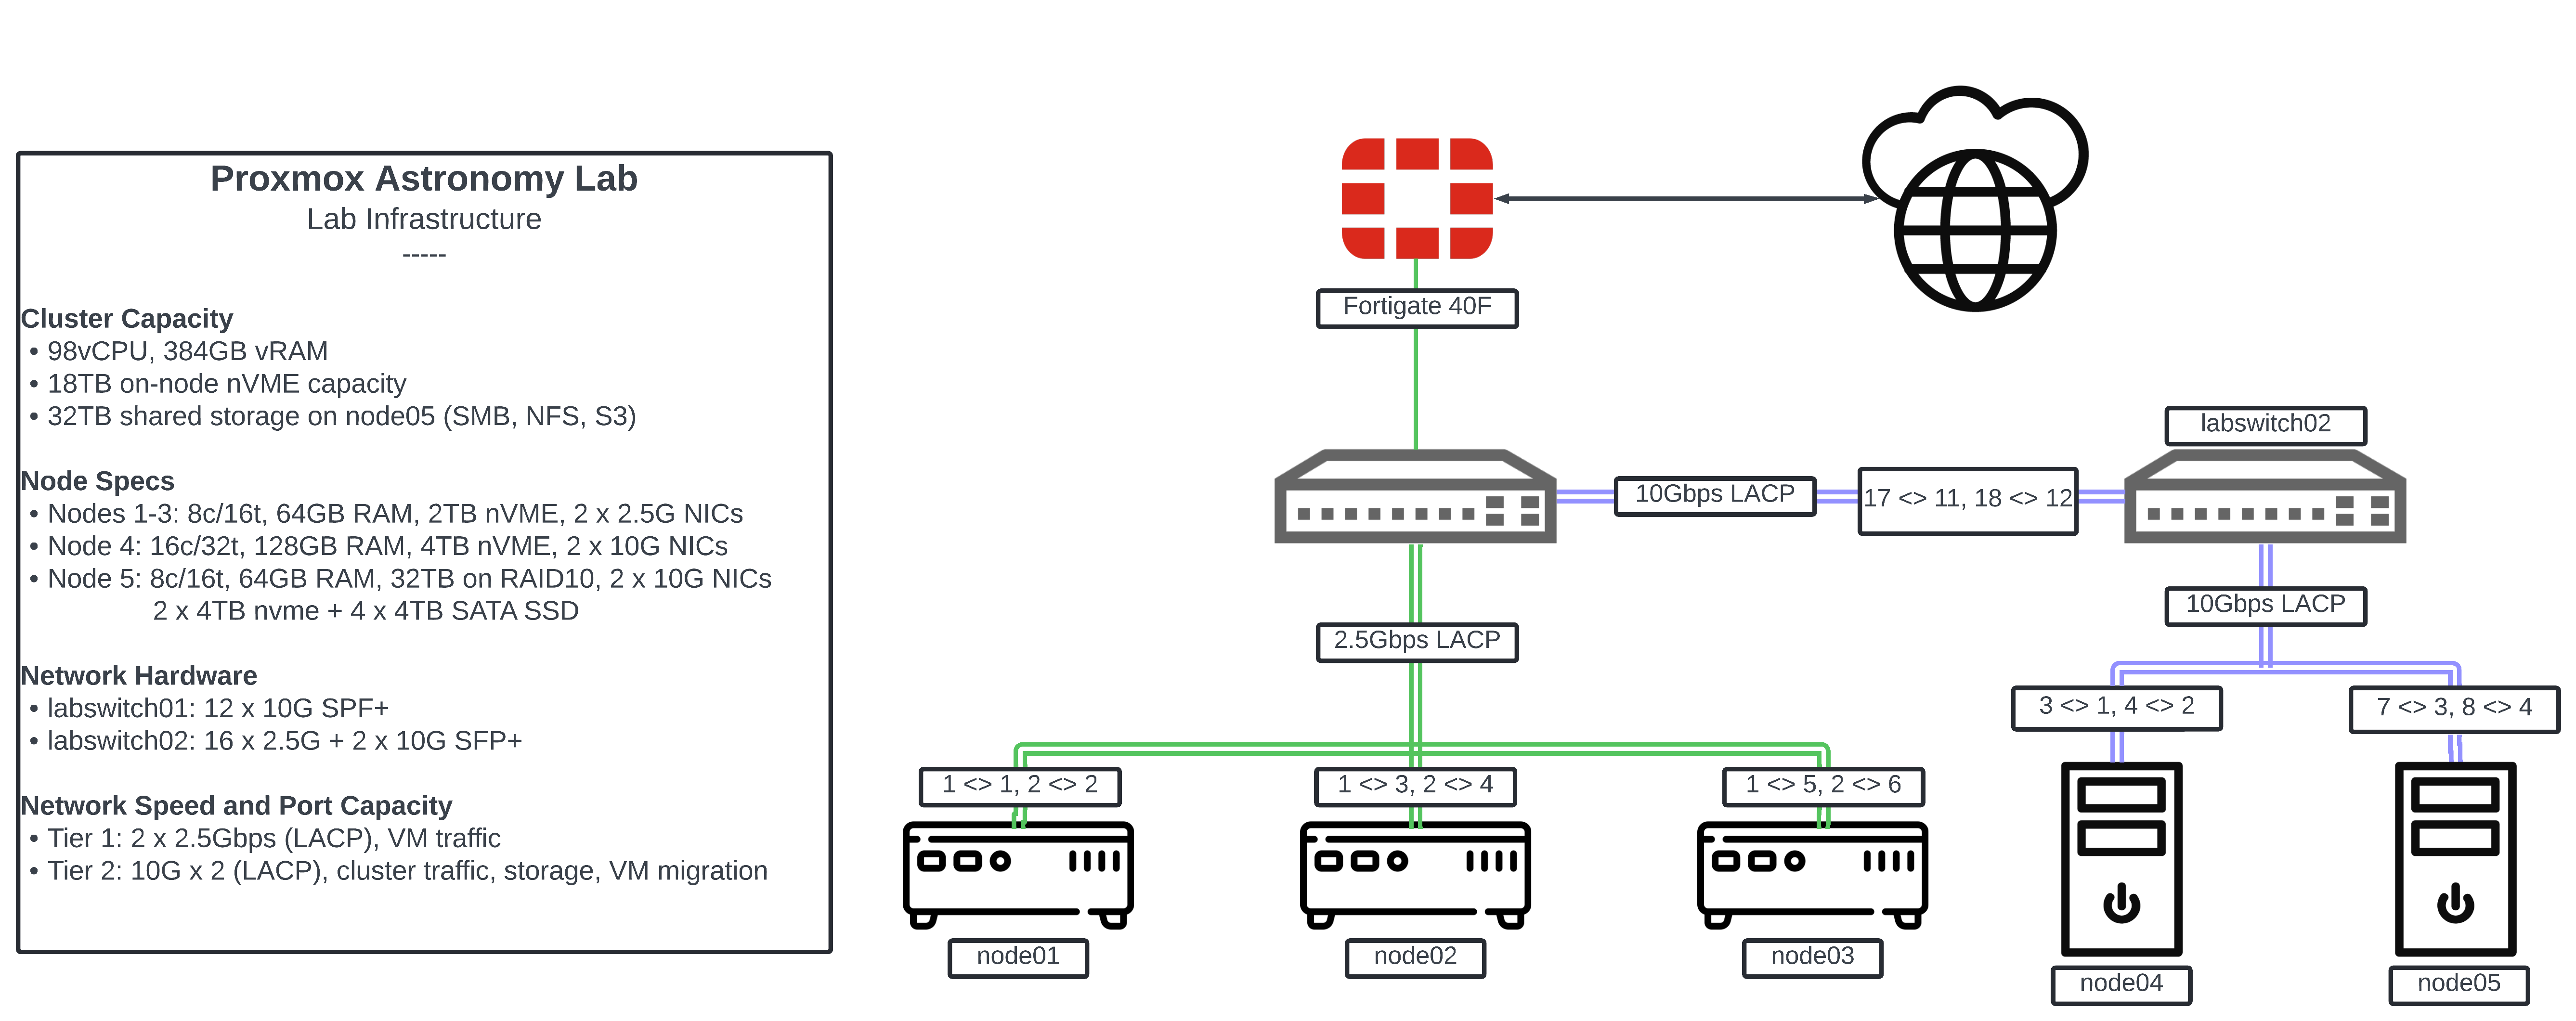 Proxmox Astronomy Lab
Lab Infrastructure
-----
Cluster Capacity
• 98vCPU, 384GB vRAM
• 18TB on-node nVME capacity
• 32TB shared storage on node05 (SMB, NFS, S3)
Node Specs
• Nodes 1-3: 8c/16t, 64GB RAM, 2TB nVME, 2 x 2.5G NICs
• Node 4: 16c/32t, 128GB RAM, 4TB nVME, 2 x 10G NICs
• Node 5: 8c/16t, 64GB RAM, 32TB on RAID10, 2 x 10G NICs
2 x 4TB nvme + 4 x 4TB SATA SSD
Network Hardware
• labswitch01: 12 x 10G SPF+
• labswitch02: 16 x 2.5G + 2 x 10G SFP+
Network Speed and Port Capacity
• Tier 1: 2 x 2.5Gbps (LACP), VM traffic
• Tier 2: 10G x 2 (LACP), cluster traffic, storage, VM migration
Fortigate 40F
labswitch02
10Gbps LACP
17 <> 11, 18 <> 12
10Gbps LACP
2.5Gbps LACP
3 <> 1, 4 <> 2
7 <> 3, 8 <> 4
1 <> 1, 2 <> 2
1 <> 3, 2 <> 4
1 <> 5, 2 <> 6
node01
node02
node03
node04
node05